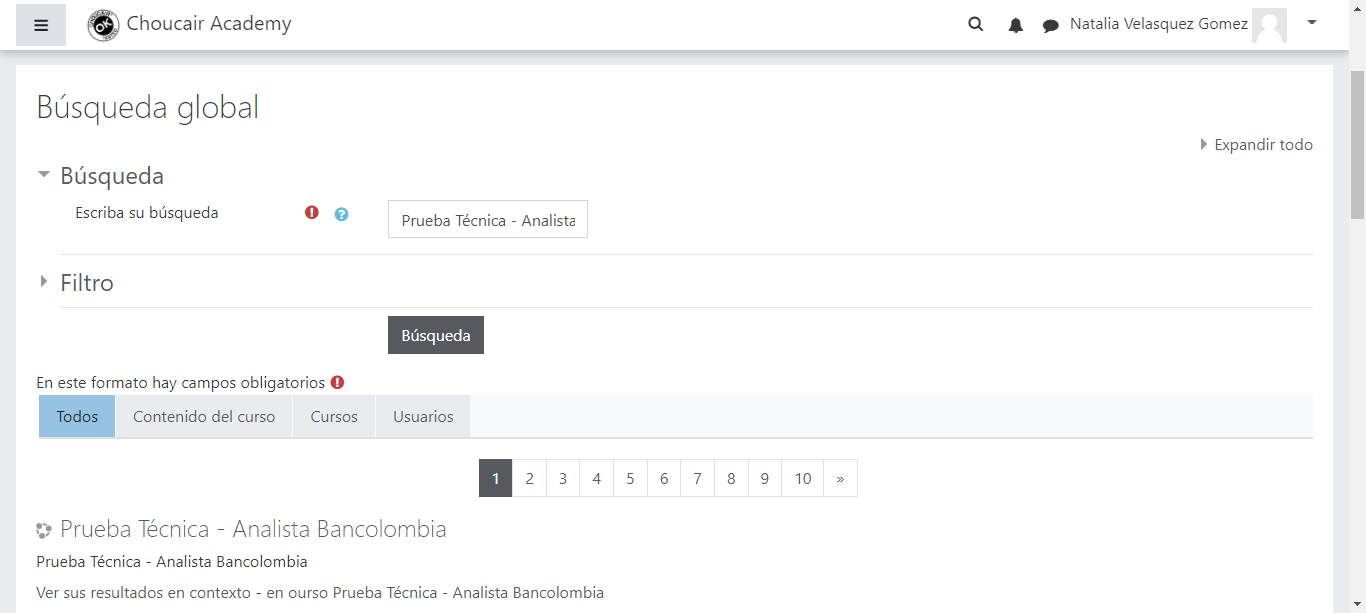 Choucair Academy
Natalia Velasquez Gomez
Búsqueda global
Expandir todo
Búsqueda
Escriba su búsqueda
Prueba Técnica - Analista
Filtro
Búsqueda
En este formato hay campos obligatorios
Todos Contenido del curso Cursos Usuarios
1 2 3 4 5 6 7 8 9 10 »
Prueba Técnica - Analista Bancolombia
Prueba Técnica - Analista Bancolombia
Ver sus resultados en contexto - en ourso Prueba Técnica - Analista Bancolombia